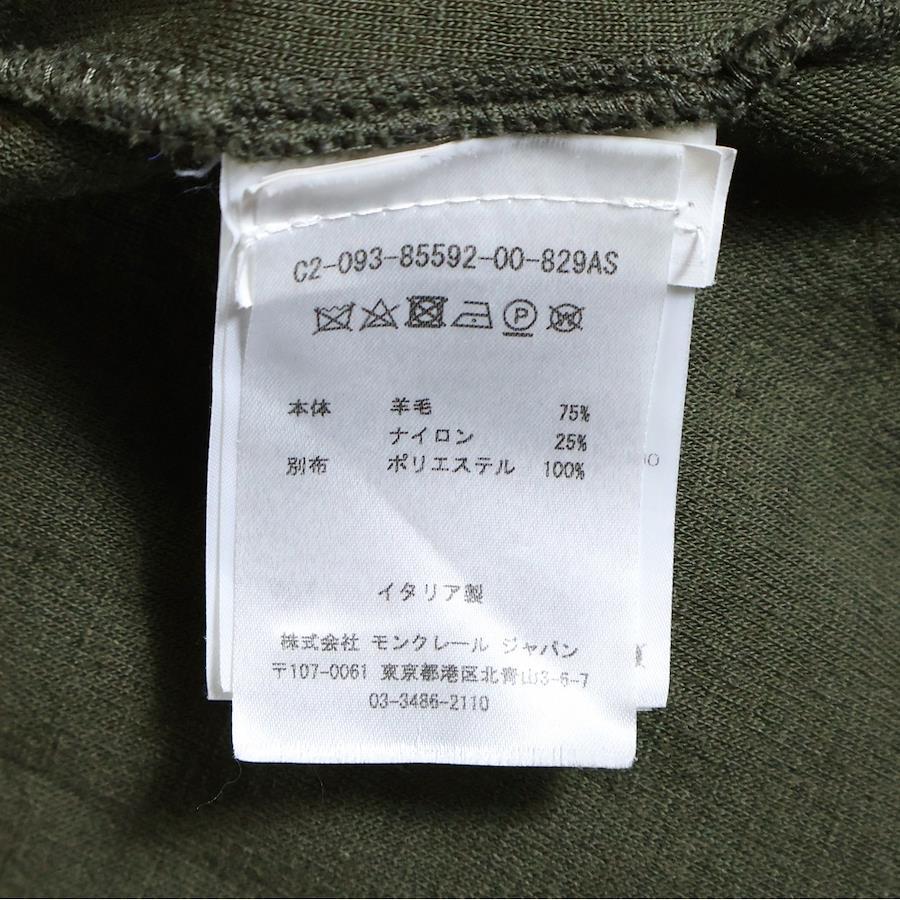 C2-093-85592-00-829AS
P W
本体 羊毛 75%
ナイロン 25%
別布 ポリエステル 100%
イタリア製
株式会社 モンクレール ジャパン
〒107-0061 東京都港区北青山3-6-7
03-3486-2110